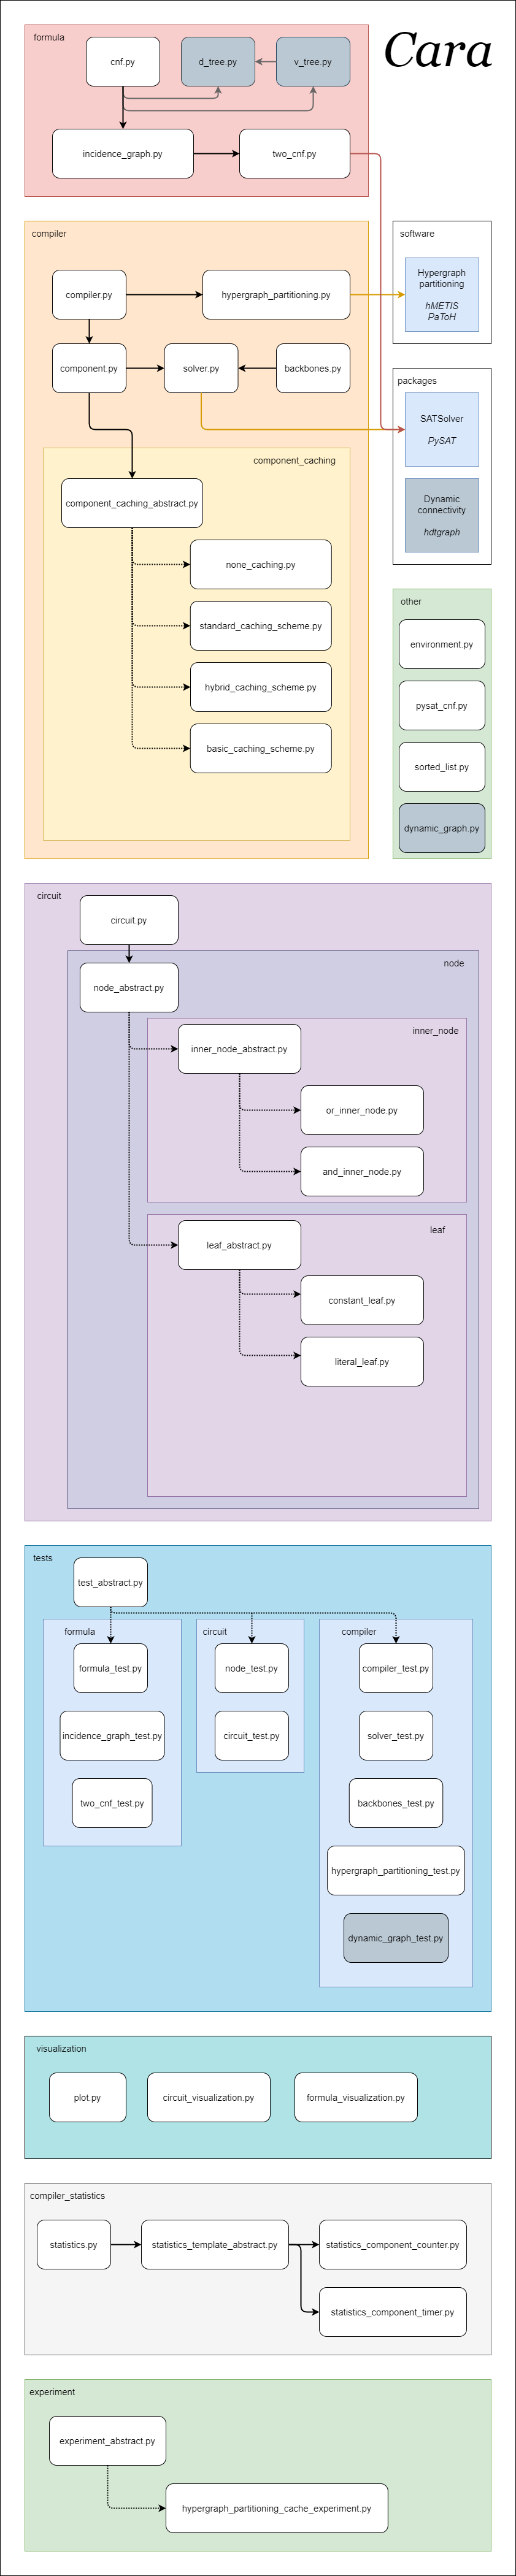 Cara
formula
cnf.py
d_tree.py
v_tree.py
incidence_graph.py
two_cnf.py
compiler
compiler.py
hypergraph_partitioning.py
component.py
solver.py
backbones.py
component_caching
component_caching_abstract.py
none_caching.py
standard_caching_scheme.py
hybrid_caching_scheme.py
basic_caching_scheme.py
software
Hypergraph
partitioning
hMETIS
PaToH
packages
SATSolver
PySAT
Dynamic
connectivity
hdtgraph
other
environment.py
pysat_cnf.py
sorted_list.py
dynamic_graph.py
circuit
circuit.py
node
node_abstract.py
inner_node
inner_node_abstract.py
or_inner_node.py
and_inner_node.py
leaf
leaf_abstract.py
constant_leaf.py
literal_leaf.py
tests
test_abstract.py
formula
formula_test.py
incidence_graph_test.py
two_cnf_test.py
circuit
node_test.py
circuit_test.py
compiler
compiler_test.py
solver_test.py
backbones_test.py
hypergraph_partitioning_test.py
dynamic_graph_test.py
visualization
plot.py
circuit_visualization.py
formula_visualization.py
compiler_statistics
statistics.py
statistics_template_abstract.py
statistics_component_counter.py
statistics_component_timer.py
experiment
experiment_abstract.py
hypergraph_partitioning_cache_experiment.py